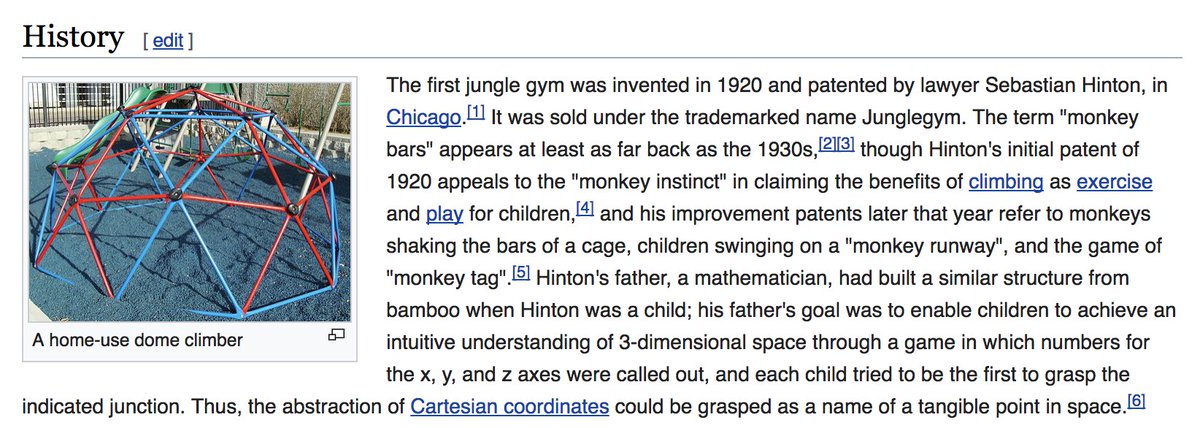 History [ edit ]
The first jungle gym was invented in 1920 and patented by lawyer Sebastian Hinton, in
Chicago.[1] It was sold under the trademarked name Junglegym. The term "monkey
bars" appears at least as far back as the 1930s,[2][3] though Hinton's initial patent of
1920 appeals to the "monkey instinct" in claiming the benefits of climbing as exercise
and play for children,[4] and his improvement patents later that year refer to monkeys
shaking the bars of a cage, children swinging on a "monkey runway", and the game of
"monkey tag".[5] Hinton's father, a mathematician, had built a similar structure from
bamboo when Hinton was a child; his father's goal was to enable children to achieve an
intuitive understanding of 3-dimensional space through a game in which numbers for
the x, y, and z axes were called out, and each child tried to be the first to grasp the
indicated junction. Thus, the abstraction of Cartesian coordinates could be grasped as a name of a tangible point in space.[6]
A home-use dome climber